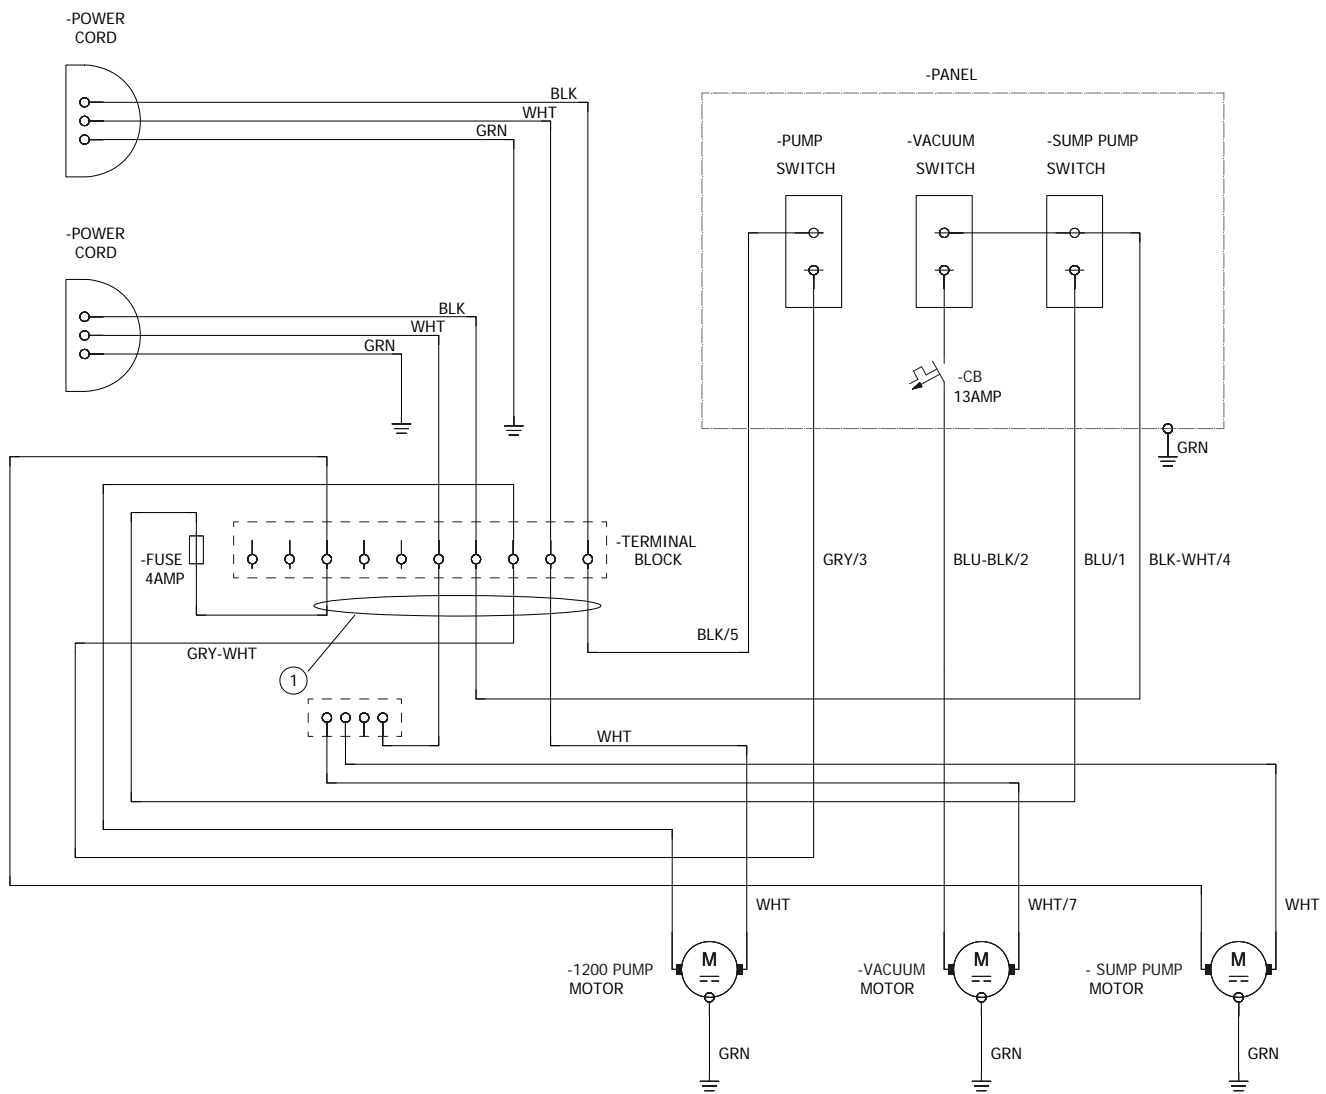 -POWER
CORD
BLK
WHT
GRN
-PANEL
-PUMP
SWITCH
-VACUUM
SWITCH
-SUMP PUMP
SWITCH
-POWER
CORD
BLK
WHT
GRN
-CB
13AMP
GRN
-FUSE
4AMP
-TERMINAL
BLOCK
GRY/3
BLU-BLK/2
BLU/1
BLK-WHT/4
BLK/5
GRY-WHT
1
WHT
WHT
WHT/7
WHT
M
-1200 PUMP
MOTOR
M
-VACUUM
MOTOR
M
- SUMP PUMP
MOTOR
GRN
GRN
GRN